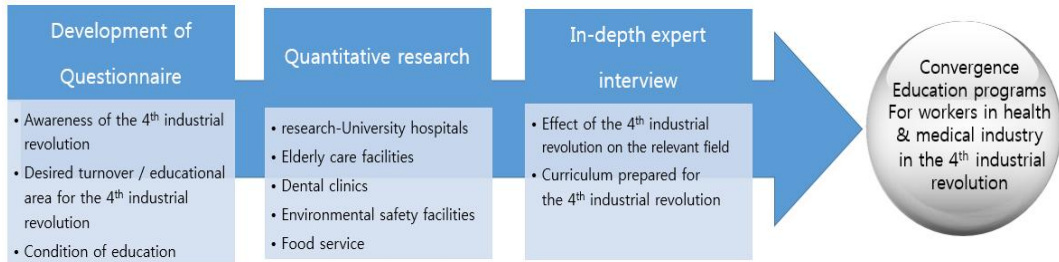 Development of
Questionnaire
• Awareness of the 4th industrial
revolution
• Desired turnover / educational
area for the 4th industrial
revolution
• Condition of education
Quantitative research
• research-University hospitals
• Elderly care facilities
• Dental clinics
• Environmental safety facilities
• Food service
In-depth expert
interview
• Effect of the 4th industrial
revolution on the relevant field
• Curriculum prepared for
the 4th industrial revolution
Convergence
Education programs
For workers in health
& medical industry
in the 4th industrial
revolution